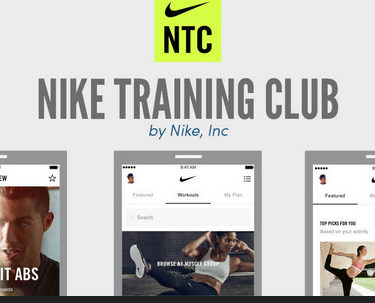 NTC
NIKE TRAINING CLUB
by Nike, Inc
EW
IT ABS
naldo
9:41 AM
Featured Workouts My Plan
Search
BROWSE BY MUSCLE GROUP
Featured W
TOP PICKS FOR YOU
Based on your activity